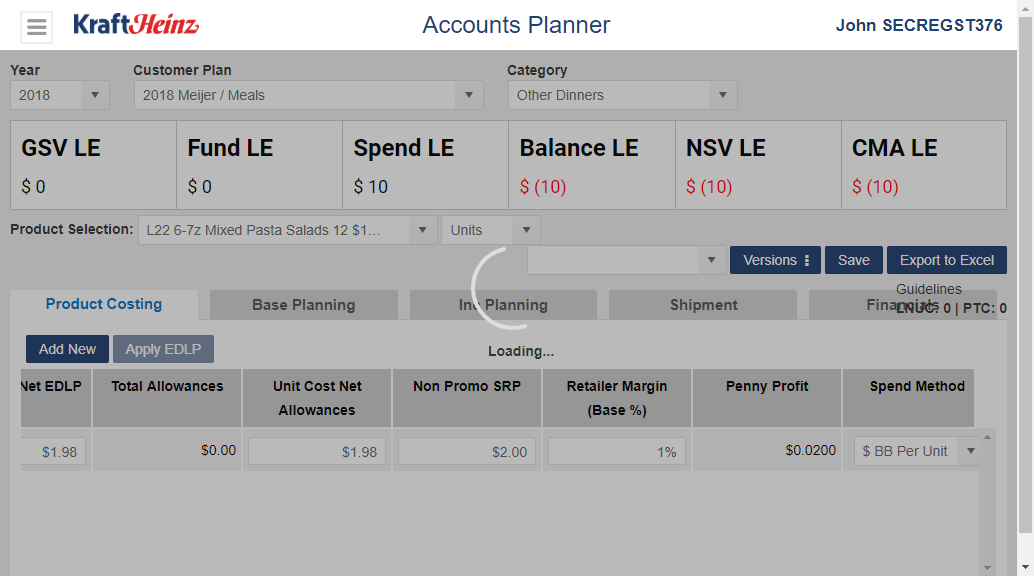 KraftHeinz
Accounts Planner
John SECREGST376
Year
Customer Plan
Category
2018
2018 Meijer / Meals
Other Dinners
GSV LE
Fund LE
Spend LE
Balance LE
NSV LE
CMA LE
$ 0
$ 0
$ 10
$ (10)
$ (10)
$ (10)
Product Selection:
L22 6-7z Mixed Pasta Salads 12 $1...
Units
Versions
Save
Export to Excel
Guidelines
LNUC: 0 | PTC: 0
Product Costing
Base Planning
Inc Planning
Shipment
Financials
Add New
Apply EDLP
Loading...
Net EDLP
Total Allowances
Unit Cost Net
Allowances
Non Promo SRP
Retailer Margin
(Base %)
Penny Profit
Spend Method
$1.98
$0.00
$1.98
$2.00
1%
$0.0200
$ BB Per Unit